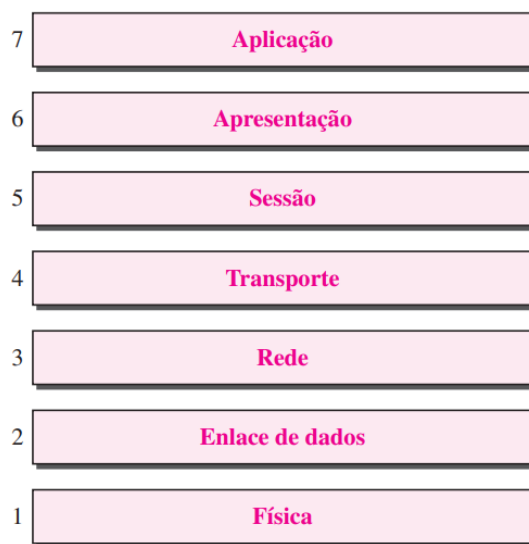 7 Aplicação
6 Apresentação
5 Sessão
4 Transporte
3 Rede
2 Enlace de dados
1 Física